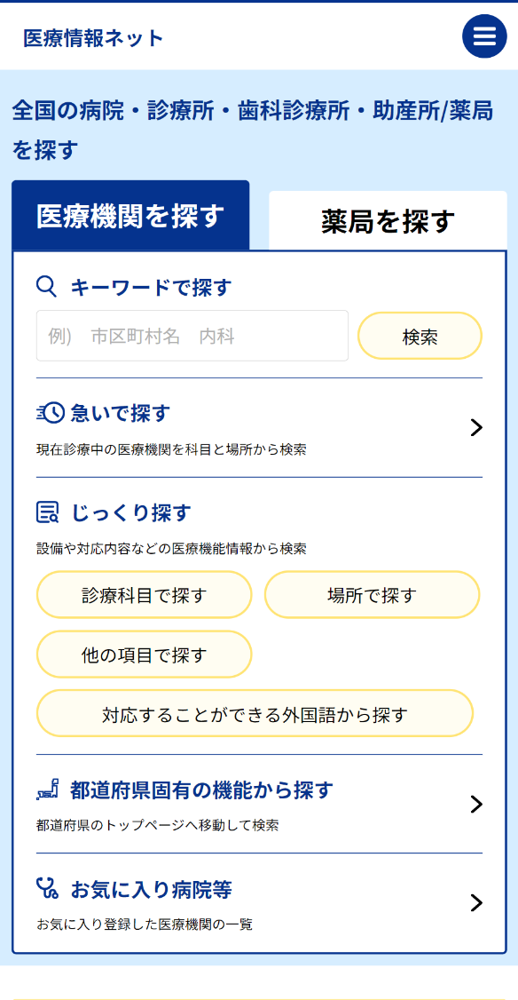 医療情報ネット
全国の病院・診療所・歯科診療所・助産所/薬局
を探す
医療機関を探す
薬局を探す
キーワードで探す
例)　市区町村名　内科
検索
急いで探す
現在診療中の医療機関を科目と場所から検索
じっくり探す
設備や対応内容などの医療機能情報から検索
診療科目で探す
場所で探す
他の項目で探す
対応することができる外国語から探す
都道府県固有の機能から探す
都道府県のトップページへ移動して検索
お気に入り病院等
お気に入り登録した医療機関の一覧